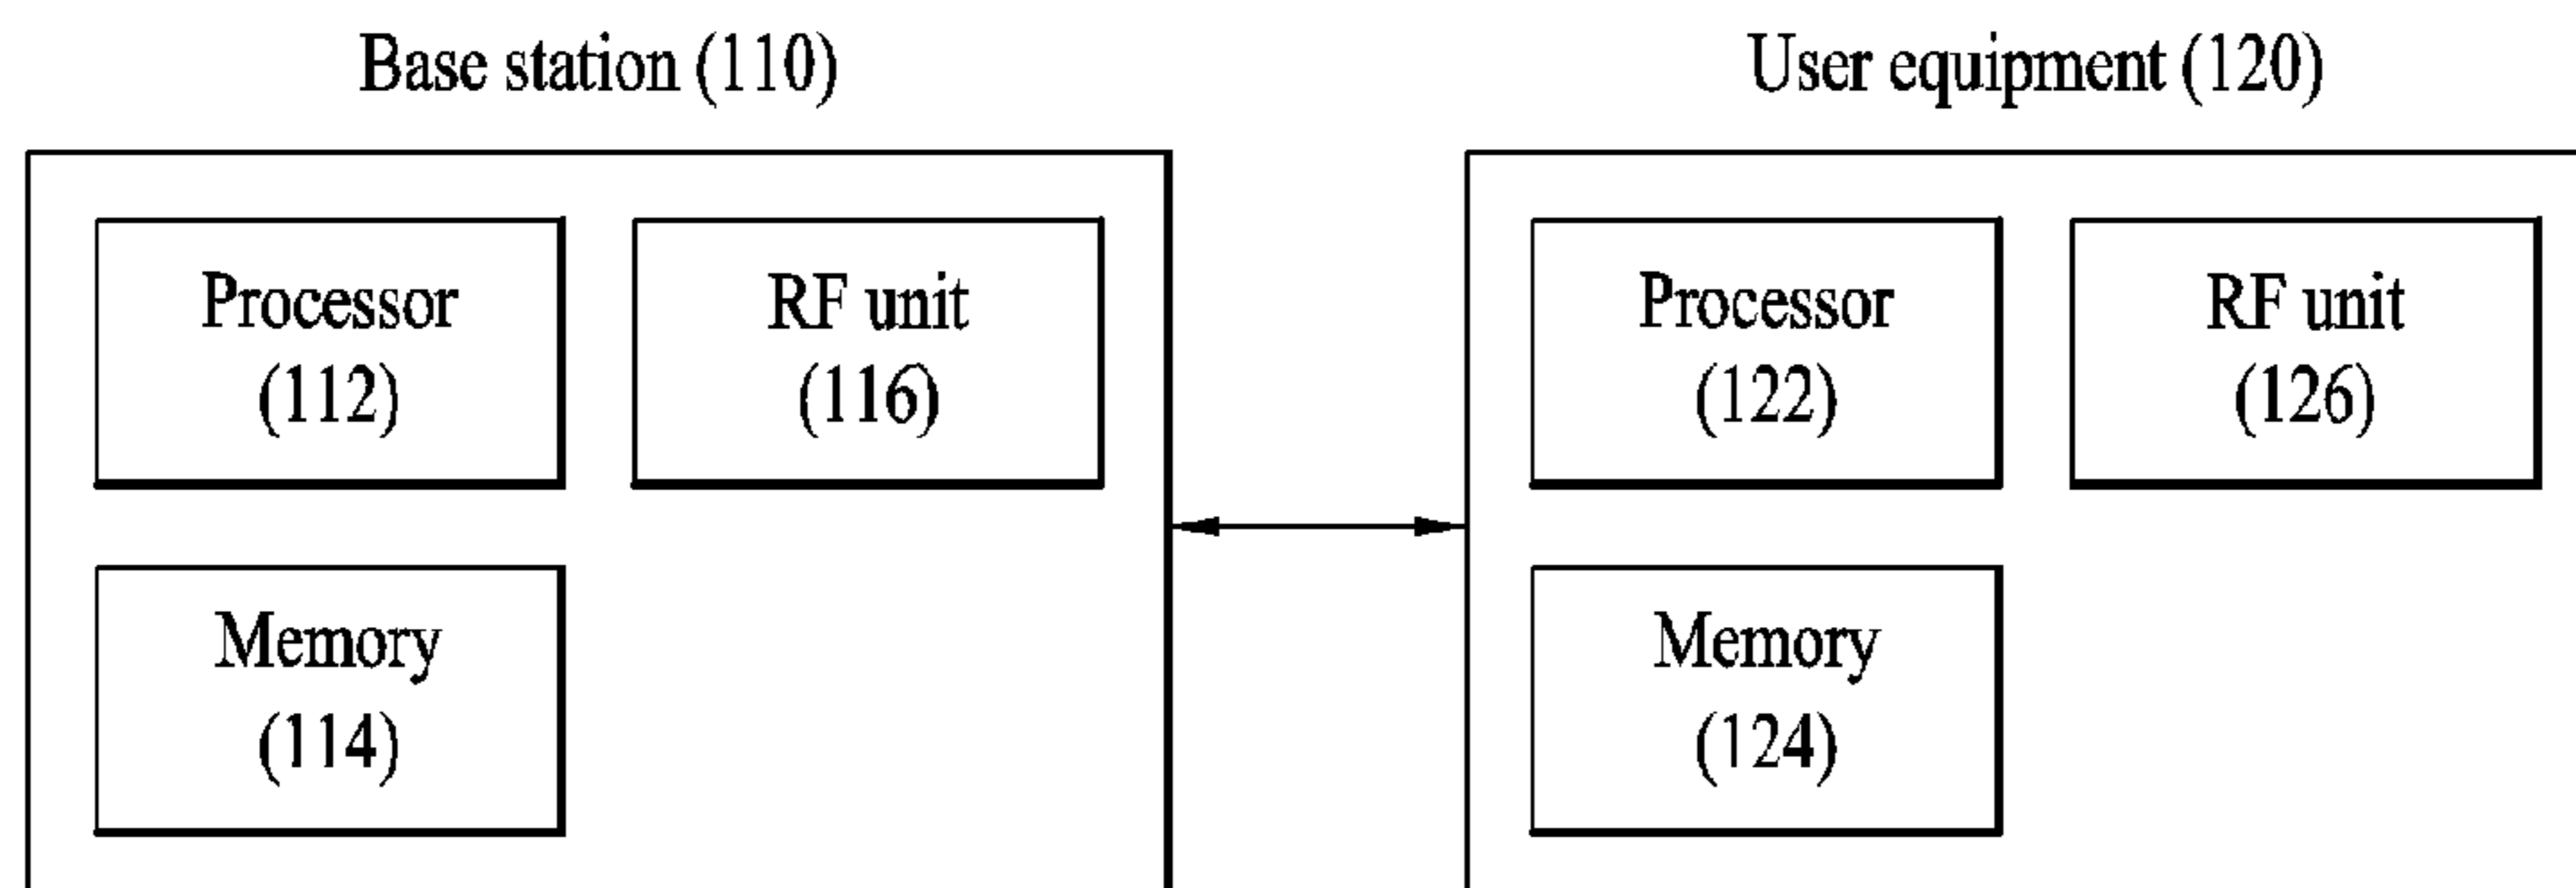 Base station (110)
Processor
(112)
RF unit
(116)
Memory
(114)
User equipment (120)
Processor
(122)
RF unit
(126)
Memory
(124)